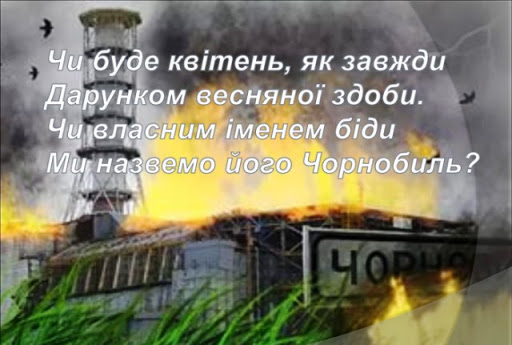 Чи буде квітень, як завжди
Дарунком весняної здоби.
Чи власним іменем біди
Ми назвемо його Чорнобиль?